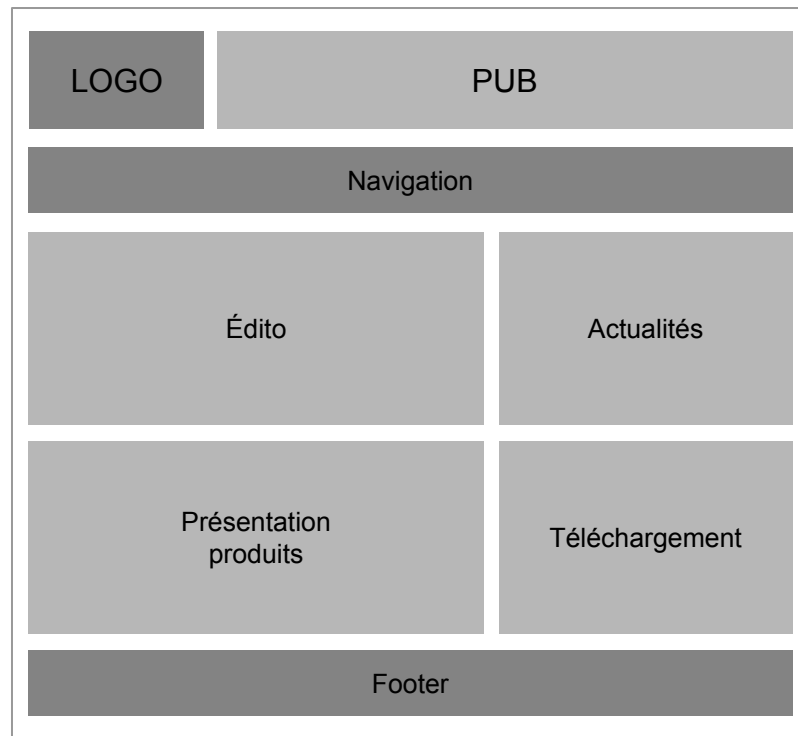 LOGO
PUB
Navigation
Édito
Actualités
Présentation
produits
Téléchargement
Footer